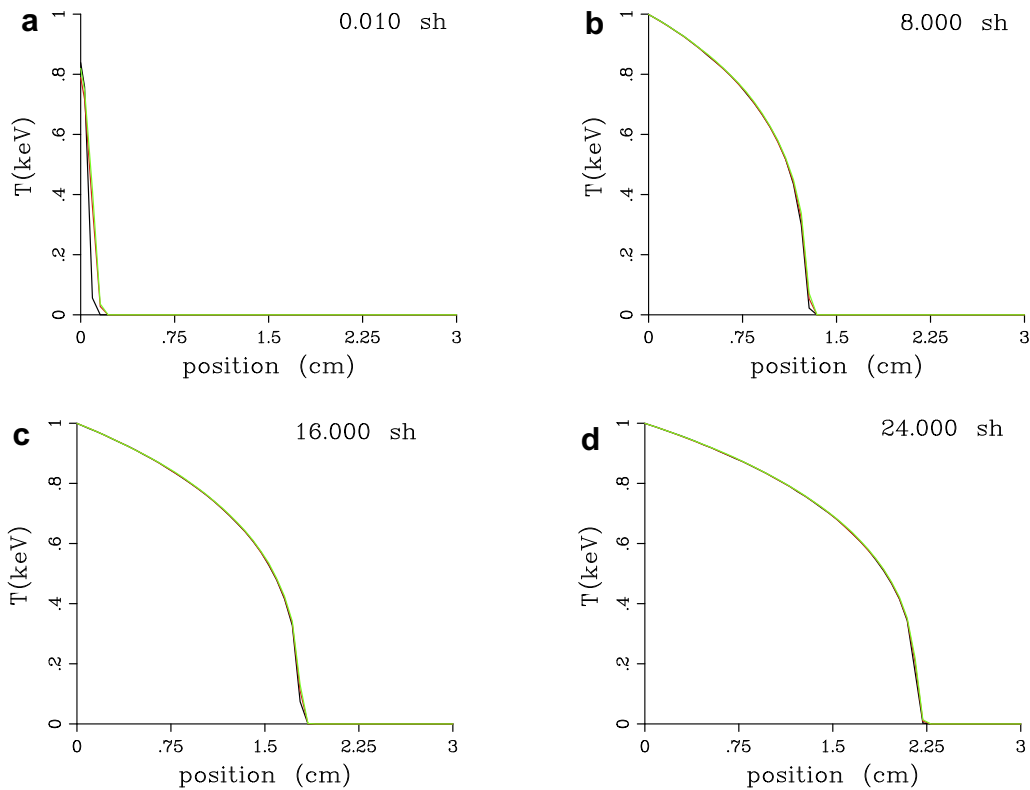 a
0.010 sh
1
.8
.6
.4
.2
0
T(keV)
0 .75 1.5 2.25 3
position (cm)
b
8.000 sh
1
.8
.6
.4
.2
0
T(keV)
0 .75 1.5 2.25 3
position (cm)
c
16.000 sh
1
.8
.6
.4
.2
0
T(keV)
0 .75 1.5 2.25 3
position (cm)
d
24.000 sh
1
.8
.6
.4
.2
0
T(keV)
0 .75 1.5 2.25 3
position (cm)